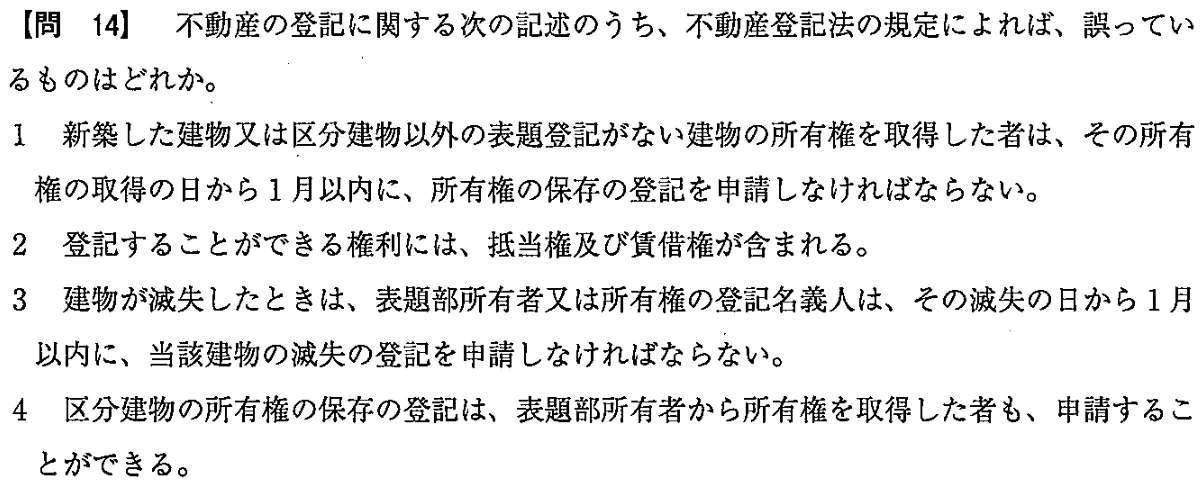 【問 14】 不動産の登記に関する次の記述のうち、不動産登記法の規定によれば、誤ってい
るものはどれか。
1 新築した建物又は区分建物以外の表題登記がない建物の所有権を取得した者は、その所有
権の取得の日から1月以内に、所有権の保存の登記を申請しなければならない。
2 登記することができる権利には、抵当権及び賃借権が含まれる。
3 建物が滅失したときは、表題部所有者又は所有権の登記名義人は、その滅失の日から1月
以内に、当該建物の滅失の登記を申請しなければならない。
4 区分建物の所有権の保存の登記は、表題部所有者から所有権を取得した者も、申請するこ
とができる。